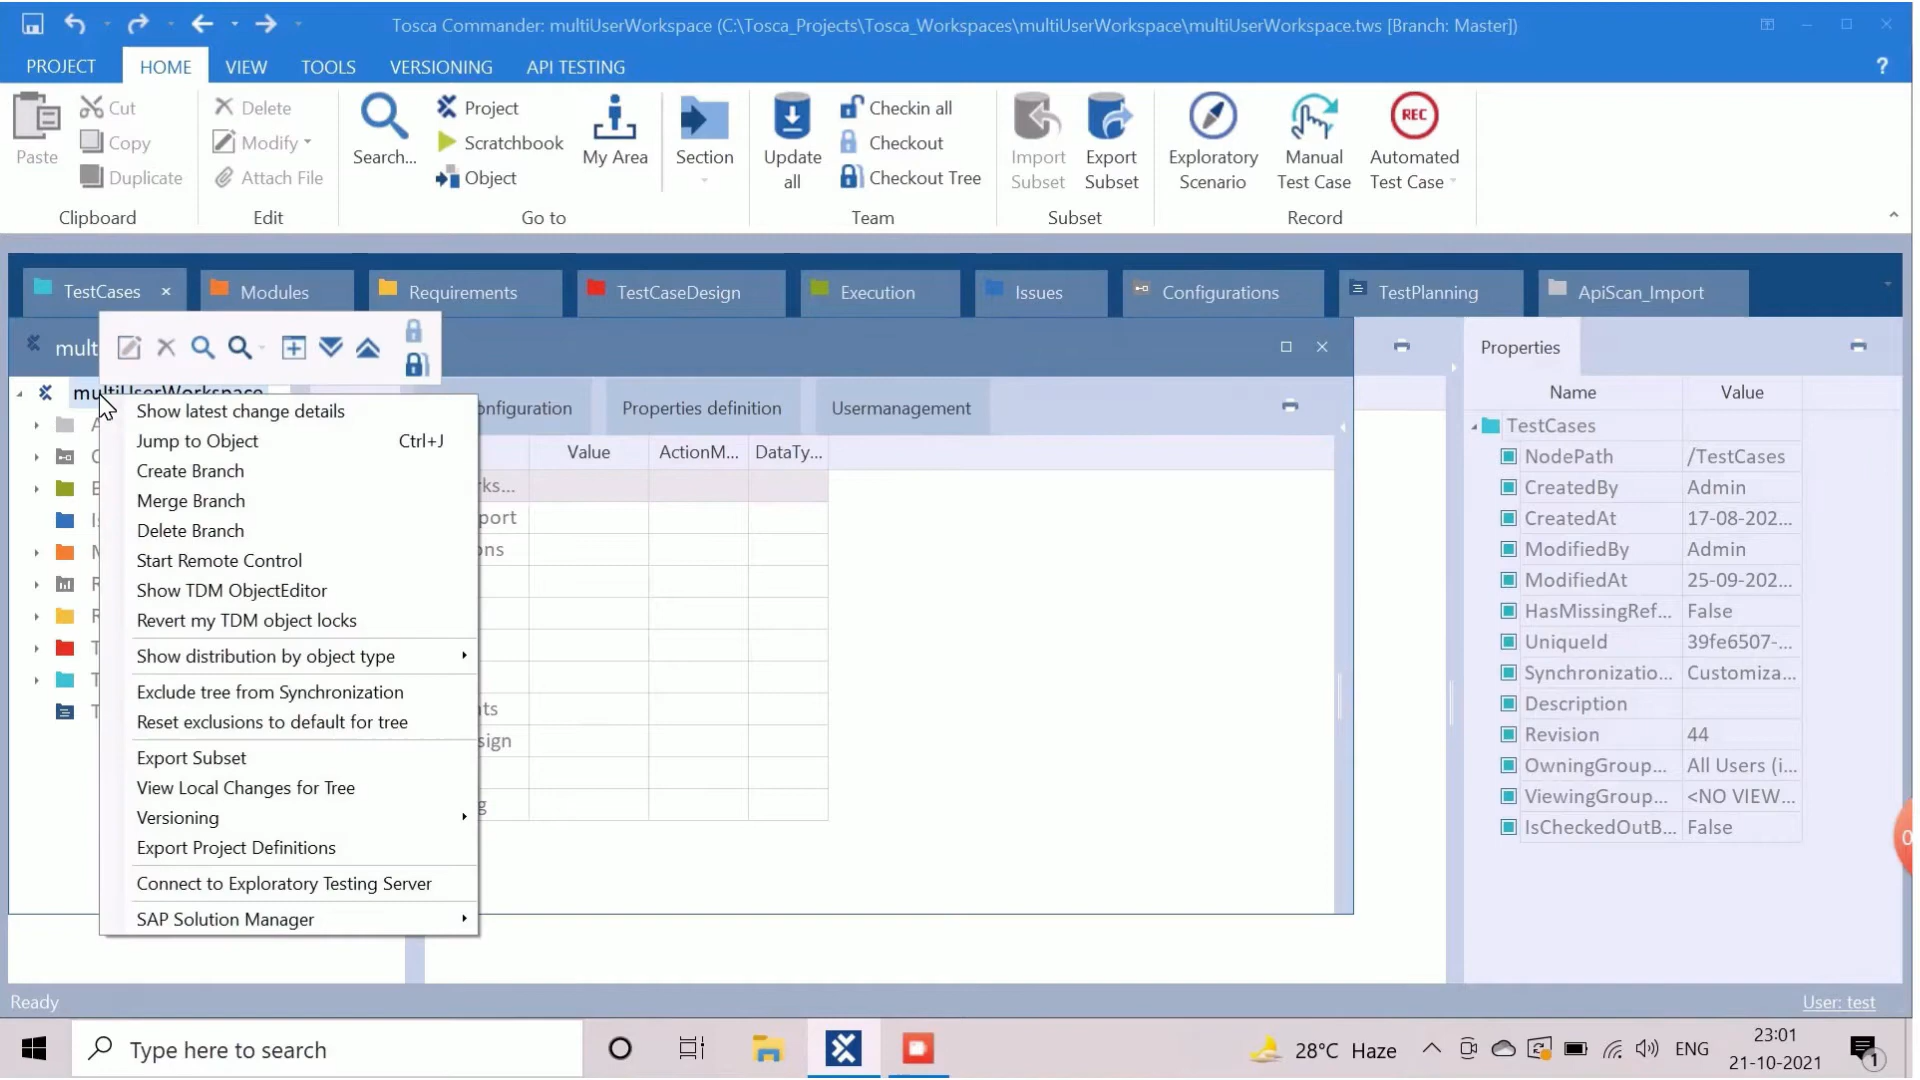 Tosca Commander: multiUserWorkspace (C:\Tosca_Projects\Tosca_Workspaces\multiUserWorkspace\multiUserWorkspace.tws [Branch: Master])
PROJECT HOME VIEW TOOLS VERSIONING API TESTING ?
Paste
Cut
Copy
Duplicate
Clipboard
Delete
Modify
Attach File
Edit
Search...
Project
Scratchbook
Object
My Area
Section
Go to
Update all
Checkin all
Checkout
Checkout Tree
Team
Import Subset
Export Subset
Subset
Exploratory Scenario
Manual Test Case
REC
Automated Test Case
Record
TestCases × Modules Requirements TestCaseDesign Execution Issues Configurations TestPlanning ApiScan_Import
mult
multiUserWorkspace
Show latest change details
Jump to Object Ctrl+J
Create Branch
Merge Branch
Delete Branch
Start Remote Control
Show TDM ObjectEditor
Revert my TDM object locks
Show distribution by object type
Exclude tree from Synchronization
Reset exclusions to default for tree
Export Subset
View Local Changes for Tree
Versioning
Export Project Definitions
Connect to Exploratory Testing Server
SAP Solution Manager
onfiguration Properties definition Usermanagement
Value ActionM... DataTy...
rks...
port
ons
nts
sign
g
Properties
Name Value
TestCases
NodePath /TestCases
CreatedBy Admin
CreatedAt 17-08-202...
ModifiedBy Admin
ModifiedAt 25-09-202...
HasMissingRef... False
UniqueId 39fe6507-...
Synchronizatio... Customiza...
Description
Revision 44
OwningGroup... All Users (i...
ViewingGroup... <NO VIEW...
IsCheckedOutB... False
Ready
User: test
Type here to search
28°C Haze
ENG
23:01
21-10-2021
1